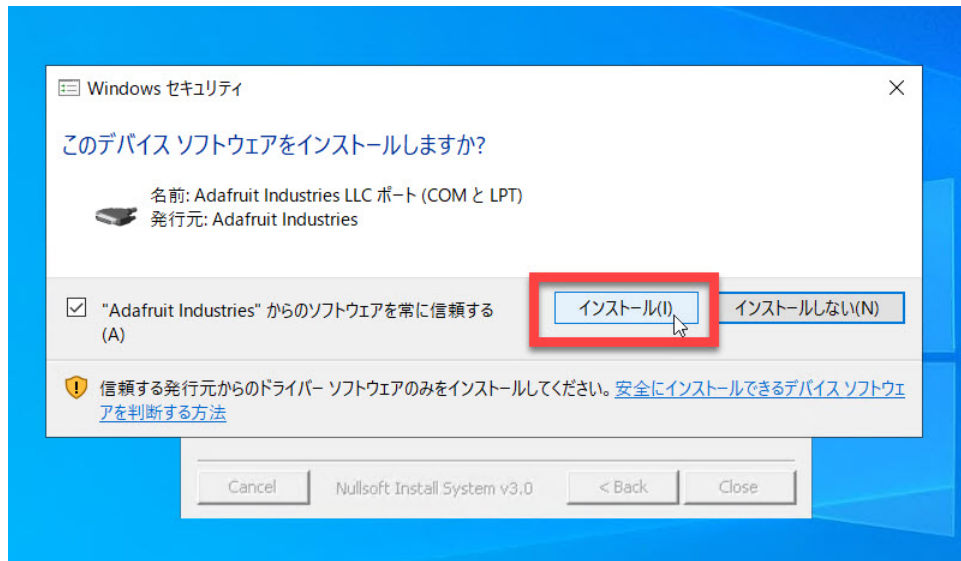 Windows セキュリティ
このデバイス ソフトウェアをインストールしますか?
名前: Adafruit Industries LLC ポート (COM と LPT)
発行元: Adafruit Industries
"Adafruit Industries" からのソフトウェアを常に信頼する
(A)
インストール(I)
インストールしない(N)
信頼する発行元からのドライバー ソフトウェアのみをインストールしてください。安全にインストールできるデバイス ソフトウェ
アを判断する方法
Cancel
Nullsoft Install System v3.0
< Back
Close